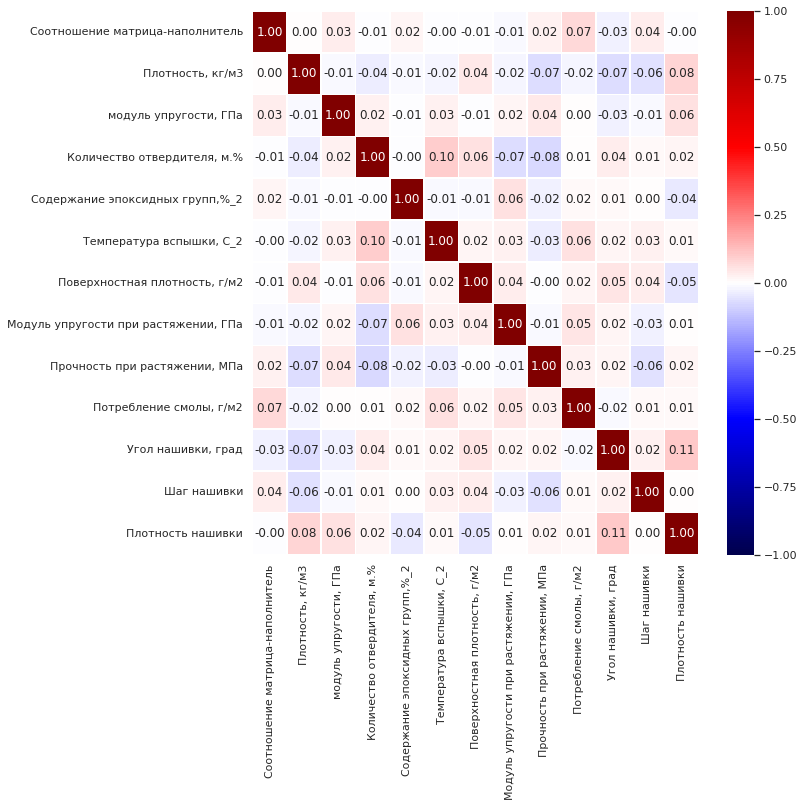 Соотношение матрица-наполнитель 1.00 0.00 0.03 -0.01 0.02 -0.00 -0.01 -0.01 0.02 0.07 -0.03 0.04 -0.00
Плотность, кг/м3 0.00 1.00 -0.01 -0.04 -0.01 -0.02 0.04 -0.02 -0.07 -0.02 -0.07 -0.06 0.08
модуль упругости, ГПа 0.03 -0.01 1.00 0.02 -0.01 0.03 -0.01 0.02 0.04 0.00 -0.03 -0.01 0.06
Количество отвердителя, м.% -0.01 -0.04 0.02 1.00 -0.00 0.10 0.06 -0.07 -0.08 0.01 0.04 0.01 0.02
Содержание эпоксидных групп,%_2 0.02 -0.01 -0.01 -0.00 1.00 -0.01 -0.01 0.06 -0.02 0.02 0.01 0.00 -0.04
Температура вспышки, С_2 -0.00 -0.02 0.03 0.10 -0.01 1.00 0.02 0.03 -0.03 0.06 0.02 0.03 0.01
Поверхностная плотность, г/м2 -0.01 0.04 -0.01 0.06 -0.01 0.02 1.00 0.04 -0.00 0.02 0.05 0.04 -0.05
Модуль упругости при растяжении, ГПа -0.01 -0.02 0.02 -0.07 0.06 0.03 0.04 1.00 -0.01 0.05 0.02 -0.03 0.01
Прочность при растяжении, МПа 0.02 -0.07 0.04 -0.08 -0.02 -0.03 -0.00 -0.01 1.00 0.03 0.02 -0.06 0.02
Потребление смолы, г/м2 0.07 -0.02 0.00 0.01 0.02 0.06 0.02 0.05 0.03 1.00 -0.02 0.01 0.01
Угол нашивки, град -0.03 -0.07 -0.03 0.04 0.01 0.02 0.05 0.02 0.02 -0.02 1.00 0.02 0.11
Шаг нашивки 0.04 -0.06 -0.01 0.01 0.00 0.03 0.04 -0.03 -0.06 0.01 0.02 1.00 0.00
Плотность нашивки -0.00 0.08 0.06 0.02 -0.04 0.01 -0.05 0.01 0.02 0.01 0.11 0.00 1.00
Соотношение матрица-наполнитель
Плотность, кг/м3
модуль упругости, ГПа
Количество отвердителя, м.%
Содержание эпоксидных групп,%_2
Температура вспышки, С_2
Поверхностная плотность, г/м2
Модуль упругости при растяжении, ГПа
Прочность при растяжении, МПа
Потребление смолы, г/м2
Угол нашивки, град
Шаг нашивки
Плотность нашивки
1.00
0.75
0.50
0.25
0.00
−0.25
−0.50
−0.75
−1.00